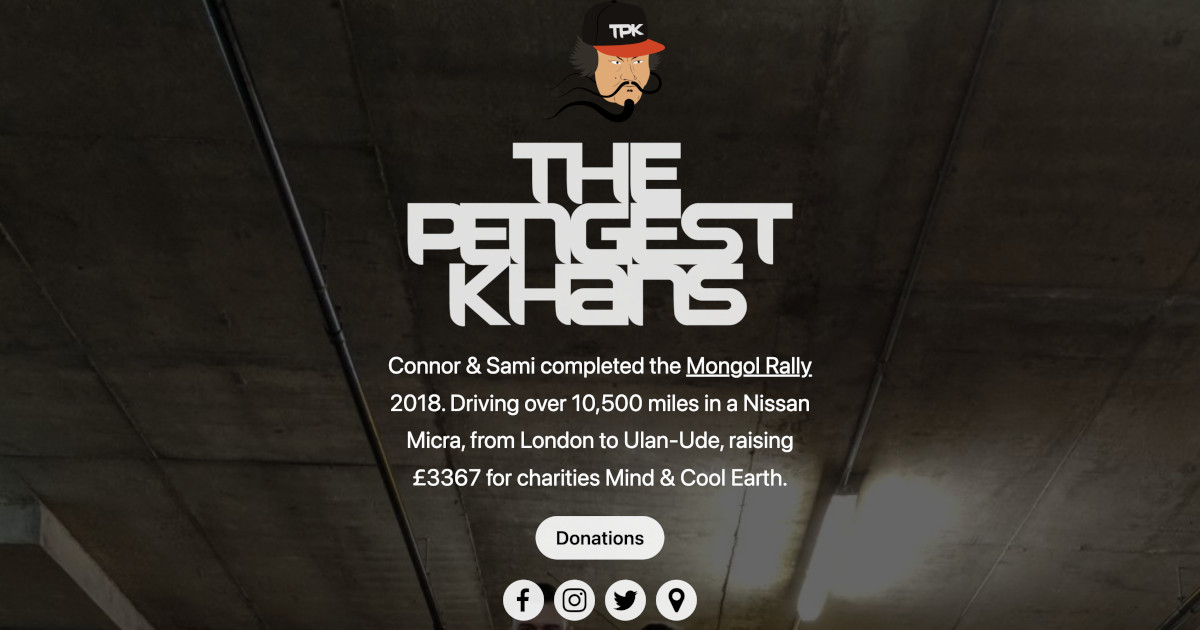 TPK
THE
PENGEST
KHans
Connor & Sami completed the Mongol Rally
2018. Driving over 10,500 miles in a Nissan
Micra, from London to Ulan-Ude, raising
£3367 for charities Mind & Cool Earth.
Donations